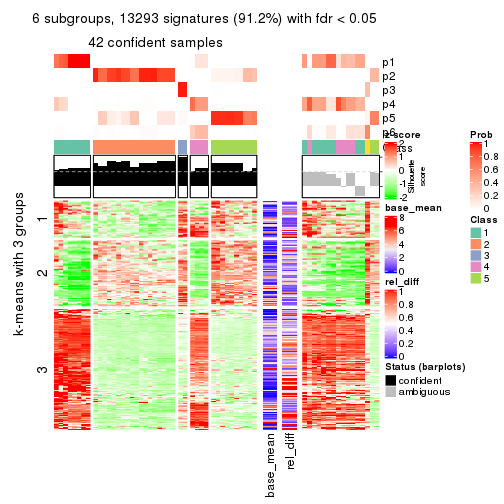 6 subgroups, 13293 signatures (91.2%) with fdr < 0.05
42 confident samples
p1
p2
p3
p4
p5
p6
Class
Silhouette
score
k-means with 3 groups
1
2
3
base_mean
rel_diff
z-score
2
1
0
-1
-2
base_mean
8
6
4
2
0
rel_diff
1
0.8
0.6
0.4
0.2
0
Status (barplots)
confident
ambiguous
Prob
1
0.8
0.6
0.4
0.2
0
Class
1
2
3
4
5